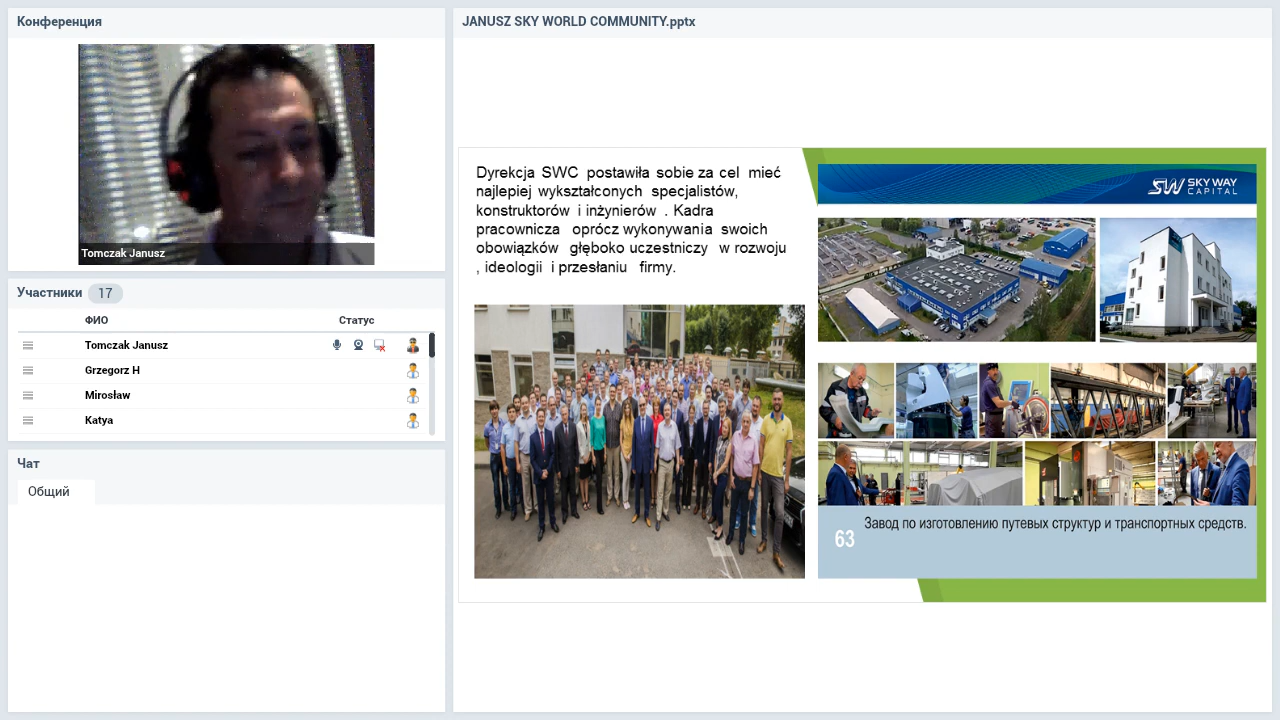 Конференция
Tomczak Janusz
Участники 17
ФИО Статус
Tomczak Janusz
Grzegorz H
Mirosław
Katya
Чат
Общий
JANUSZ SKY WORLD COMMUNITY.pptx
Dyrekcja SWC postawiła sobie za cel mieć
najlepiej wykształconych specjalistów,
konstruktorów i inżynierów . Kadra
pracownicza oprócz wykonywania swoich
obowiązków głęboko uczestniczy w rozwoju
, ideologii i przesłaniu firmy.
SW SKY WAY
CAPITAL
Завод по изготовлению путевых структур и транспортных средств.
63